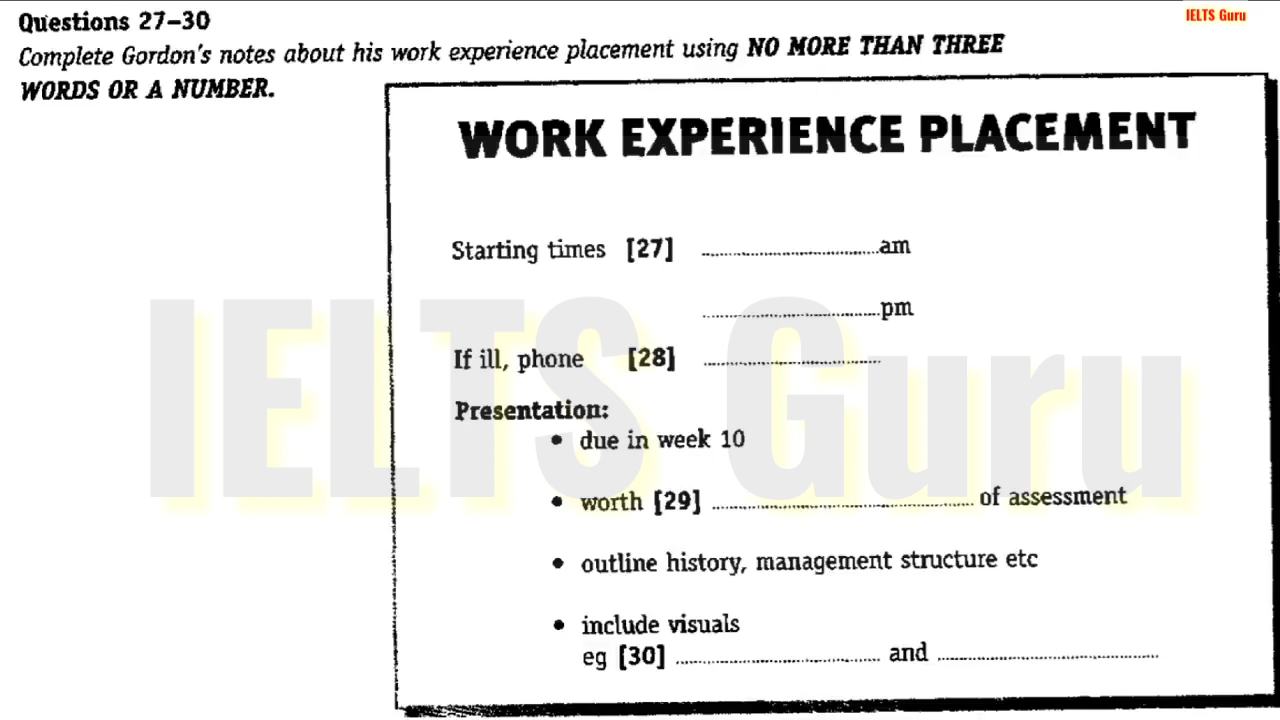 Questions 27–30
IELTS Guru
Complete Gordon's notes about his work experience placement using NO MORE THAN THREE
WORDS OR A NUMBER.
WORK EXPERIENCE PLACEMENT
Starting times [27] ..............................am
..............................pm
If ill, phone [28] ..............................
Presentation:
• due in week 10
• worth [29] .............................................. of assessment
• outline history, management structure etc
• include visuals
eg [30] .................................... and ......................................
IELTS Guru